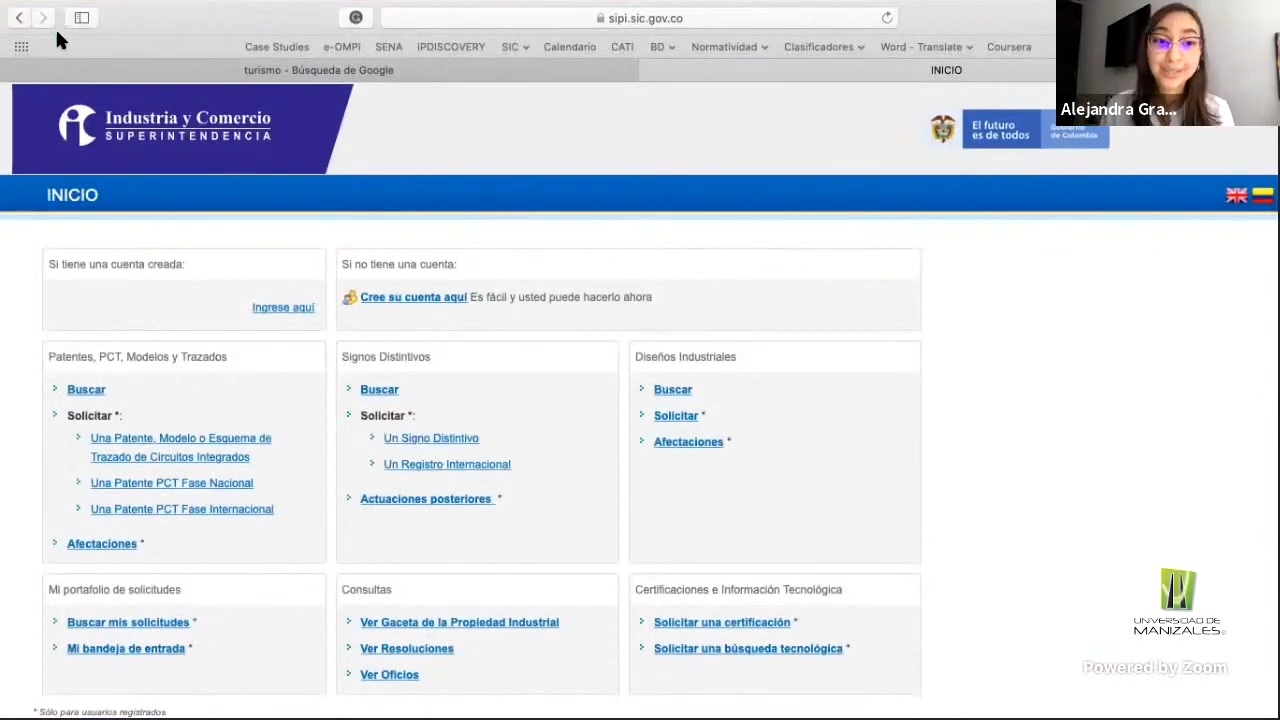 sipi.sic.gov.co
Case Studies e-OMPI SENA IPDISCOVERY SIC Calendario CATI BD Normatividad Clasificadores Word - Translate Coursera
turismo - Búsqueda de Google
INICIO
Alejandra Gra...
Industria y Comercio
SUPERINTENDENCIA
El futuro
es de todos
Gobierno
de Colombia
INICIO
Si tiene una cuenta creada:
Ingrese aquí
Si no tiene una cuenta:
Cree su cuenta aquí Es fácil y usted puede hacerlo ahora
Patentes, PCT, Modelos y Trazados
Buscar
Solicitar *:
Una Patente, Modelo o Esquema de
Trazado de Circuitos Integrados
Una Patente PCT Fase Nacional
Una Patente PCT Fase Internacional
Afectaciones *
Signos Distintivos
Buscar
Solicitar *:
Un Signo Distintivo
Un Registro Internacional
Actuaciones posteriores *
Diseños Industriales
Buscar
Solicitar *
Afectaciones *
Mi portafolio de solicitudes
Buscar mis solicitudes *
Mi bandeja de entrada *
Consultas
Ver Gaceta de la Propiedad Industrial
Ver Resoluciones
Ver Oficios
Certificaciones e Información Tecnológica
Solicitar una certificación *
Solicitar una búsqueda tecnológica *
* Sólo para usuarios registrados
UNIVERSIDAD DE
MANIZALES
Powered by Zoom